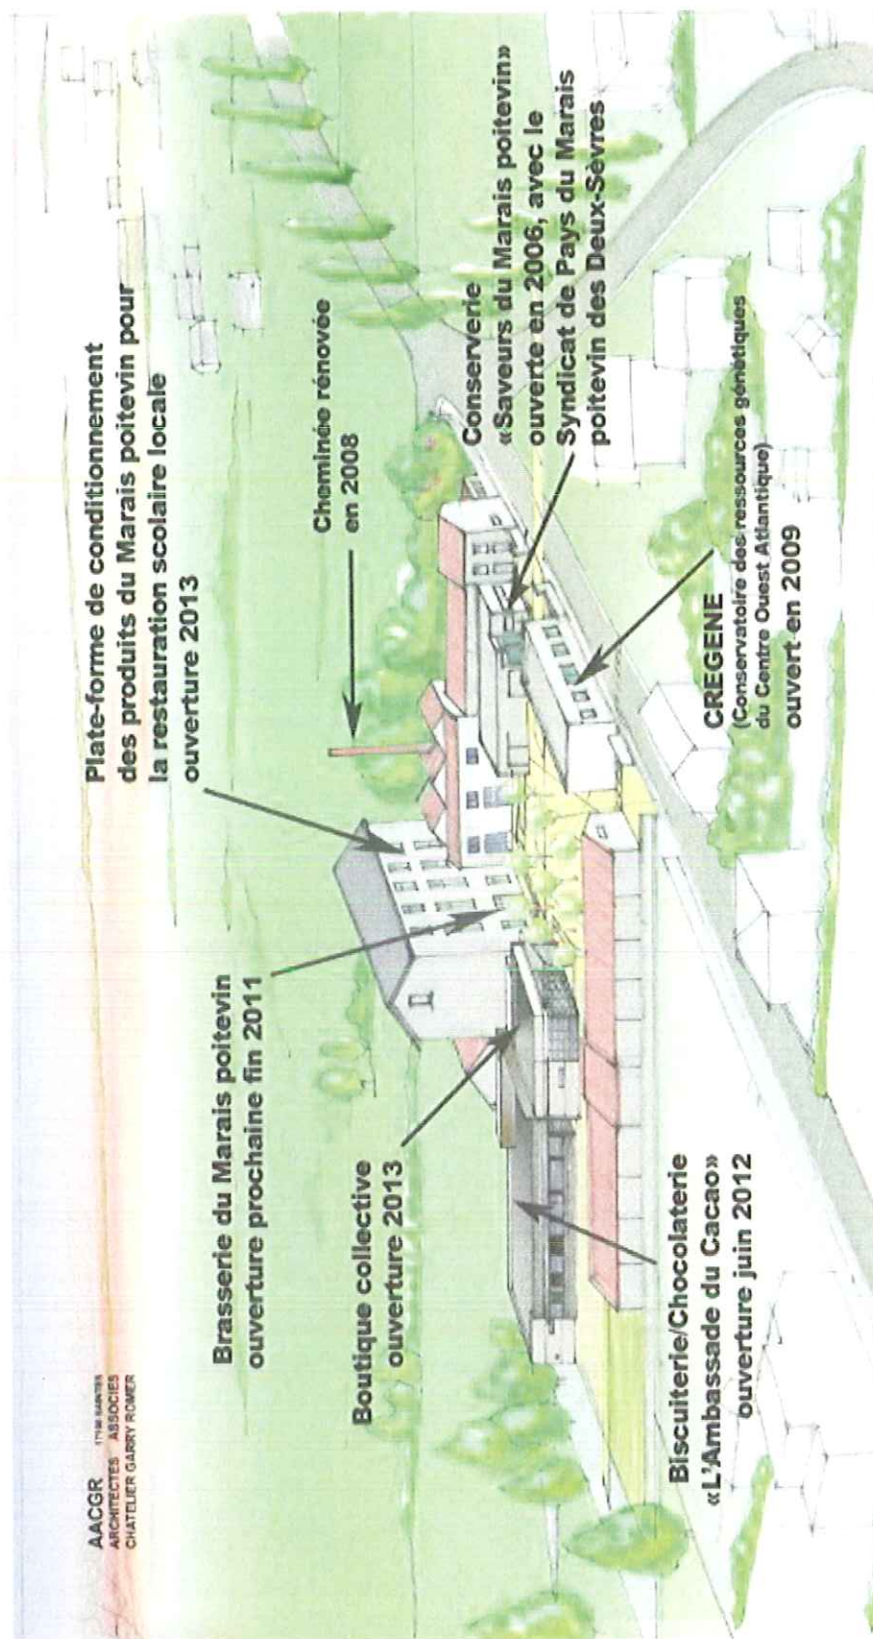 AACGR 17100 SAINTES
ARCHITECTES ASSOCIES
CHATELIER GARRY ROMER
Plate-forme de conditionnement
des produits du Marais poitevin pour
la restauration scolaire locale
ouverture 2013
Brasserie du Marais poitevin
ouverture prochaine fin 2011
Cheminée rénovée
en 2008
Boutique collective
ouverture 2013
Conserverie
«Saveurs du Marais poitevin»
ouverte en 2006, avec le
Syndicat de Pays du Marais
poitevin des Deux-Sèvres
Biscuiterie/Chocolaterie
«L'Ambassade du Cacao»
ouverture juin 2012
CREGENE
(Conservatoire des ressources génétiques
du Centre Ouest Atlantique)
ouvert en 2009